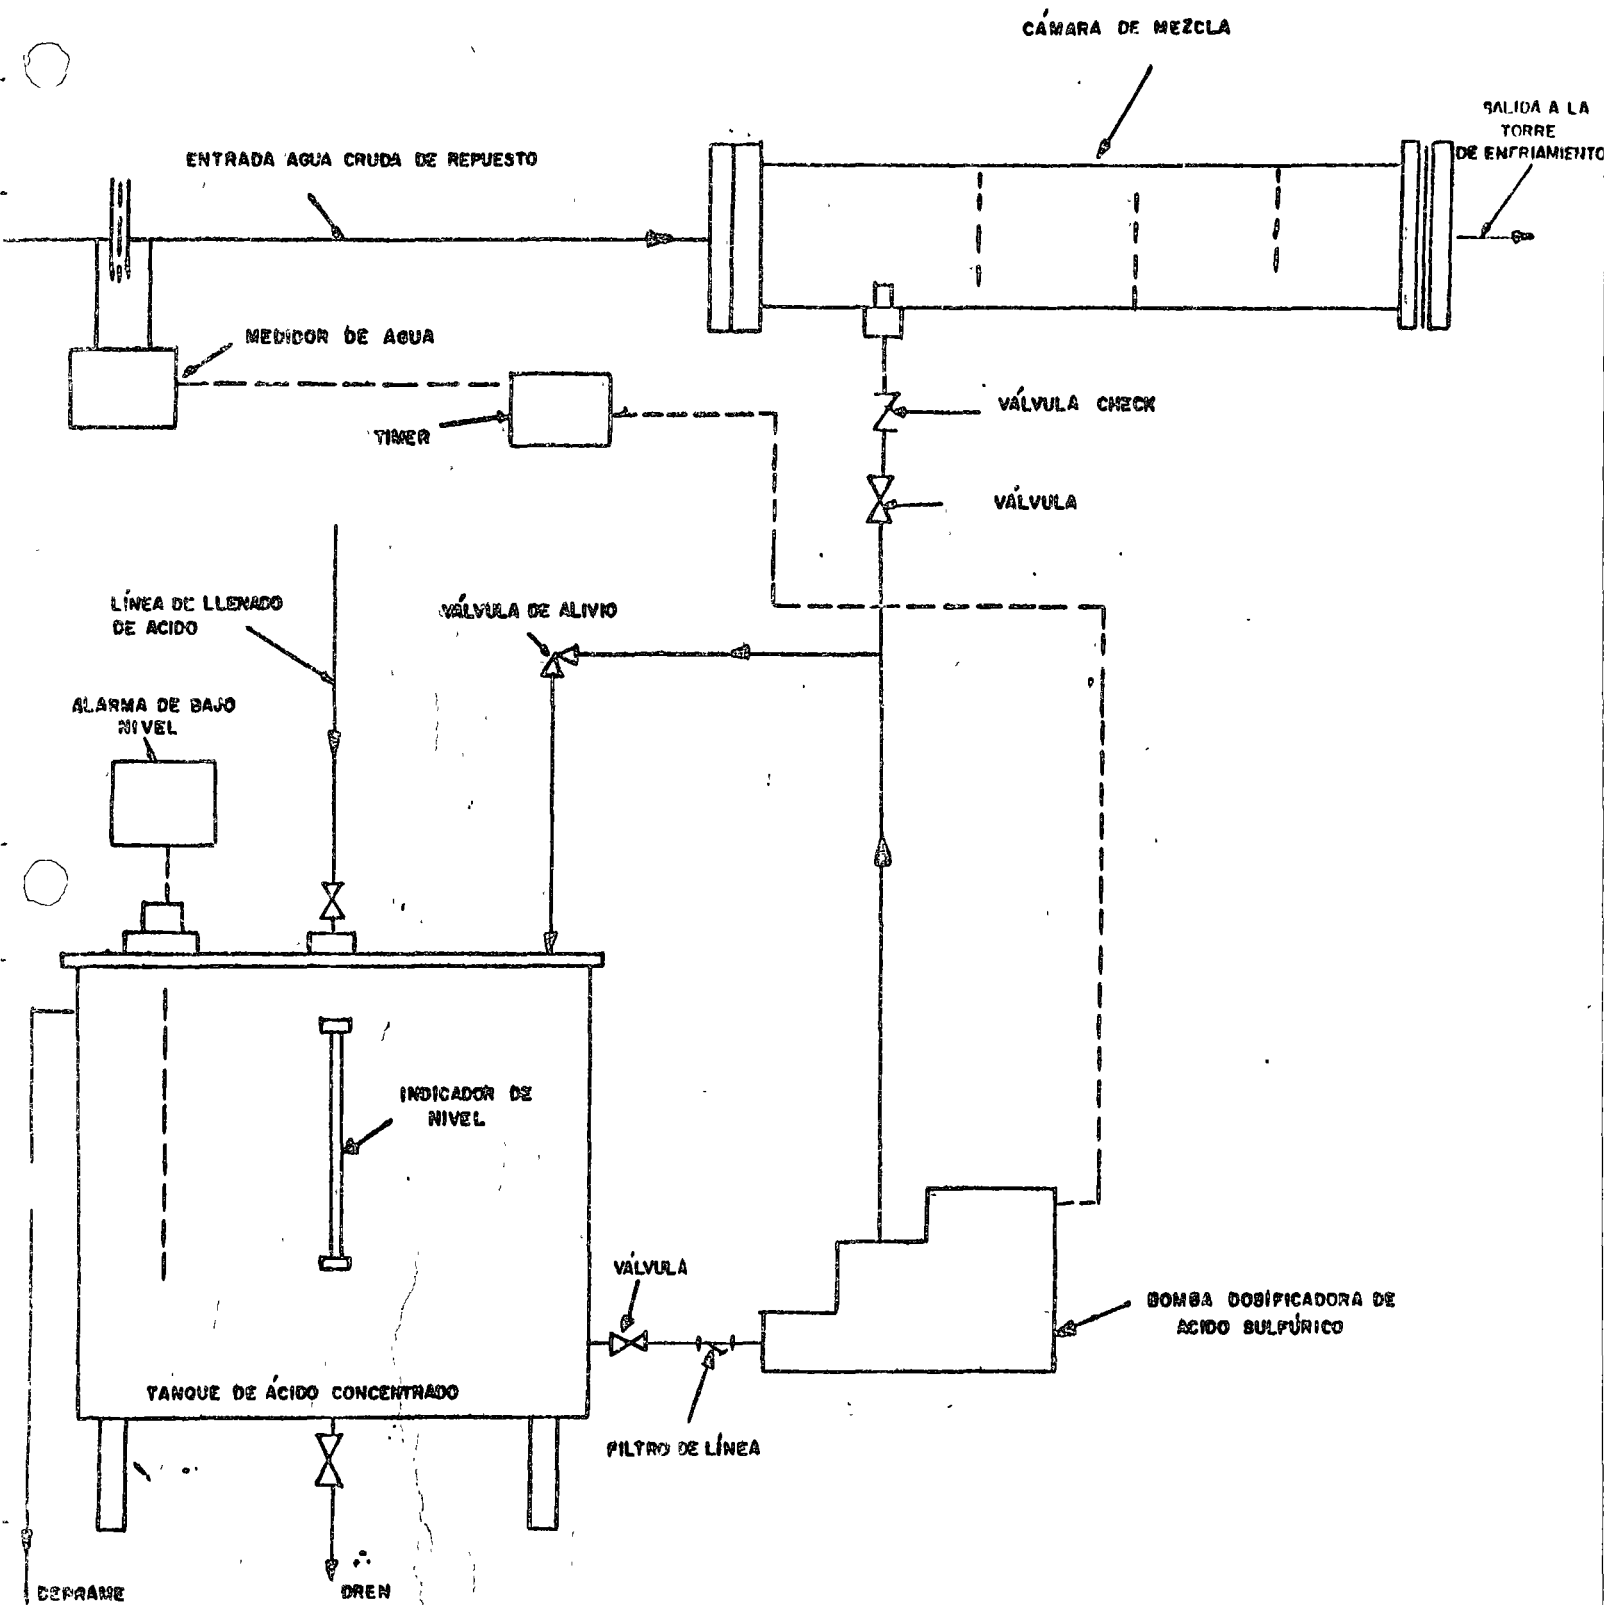 CÁMARA DE MEZCLA
SALIDA A LA
TORRE
DE ENFRIAMIENTO
ENTRADA AGUA CRUDA DE REPUESTO
MEDIDOR DE AGUA
TIMER
VÁLVULA CHECK
VÁLVULA
LÍNEA DE LLENADO
DE ACIDO
VÁLVULA DE ALIVIO
ALARMA DE BAJO
NIVEL
INDICADOR DE
NIVEL
VÁLVULA
BOMBA DOSIFICADORA DE
ACIDO SULFÚRICO
TANQUE DE ÁCIDO CONCENTRADO
FILTRO DE LÍNEA
DERRAME
DREN